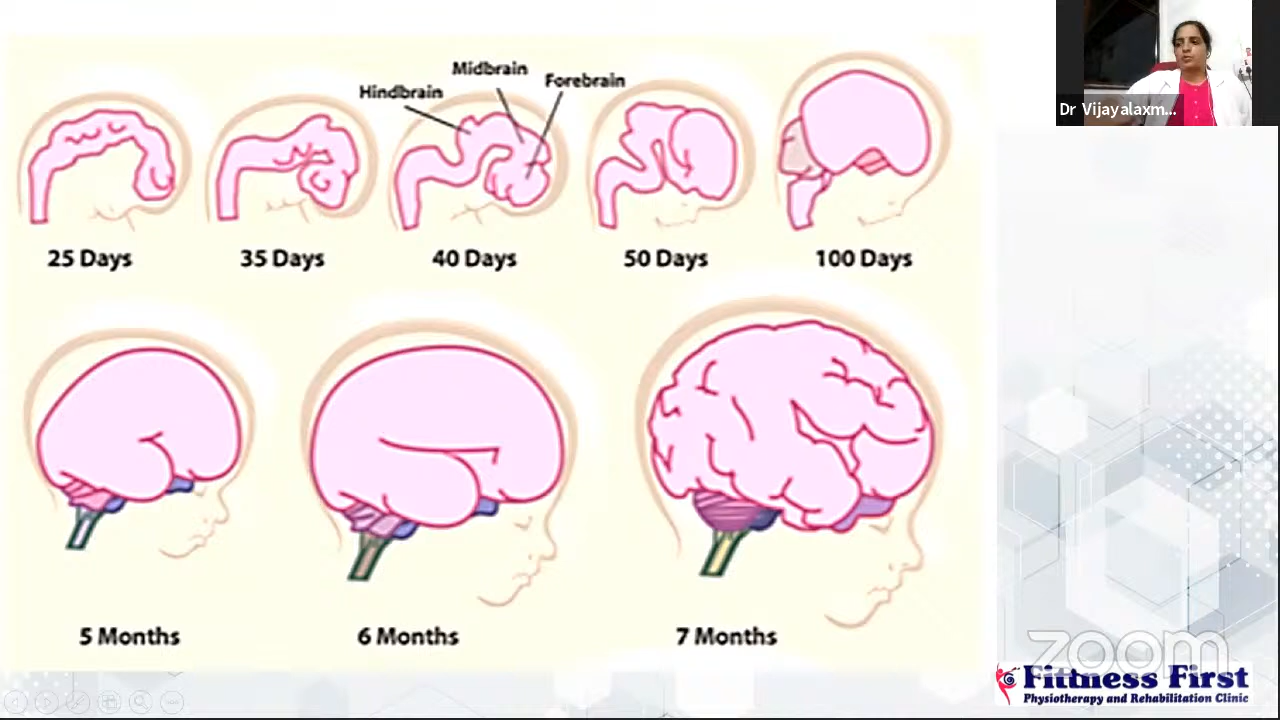 Dr Vijayalaxm...
Midbrain
Forebrain
Hindbrain
25 Days
35 Days
40 Days
50 Days
100 Days
5 Months
6 Months
7 Months
zoom
Fittness First
Physiotherapy and Rehabilitation Clinic